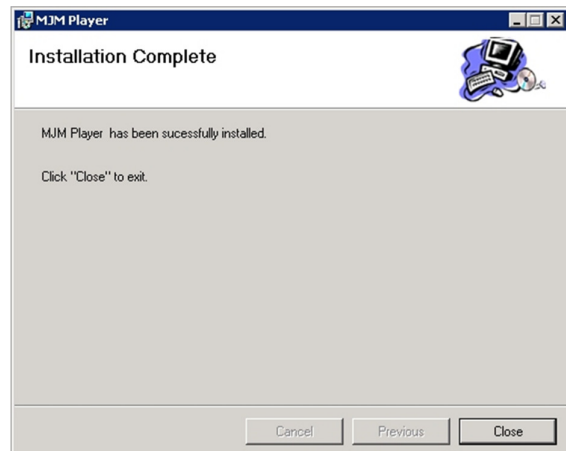 MJM Player
Installation Complete
MJM Player has been sucessfully installed.
Click "Close" to exit.
Cancel Previous Close